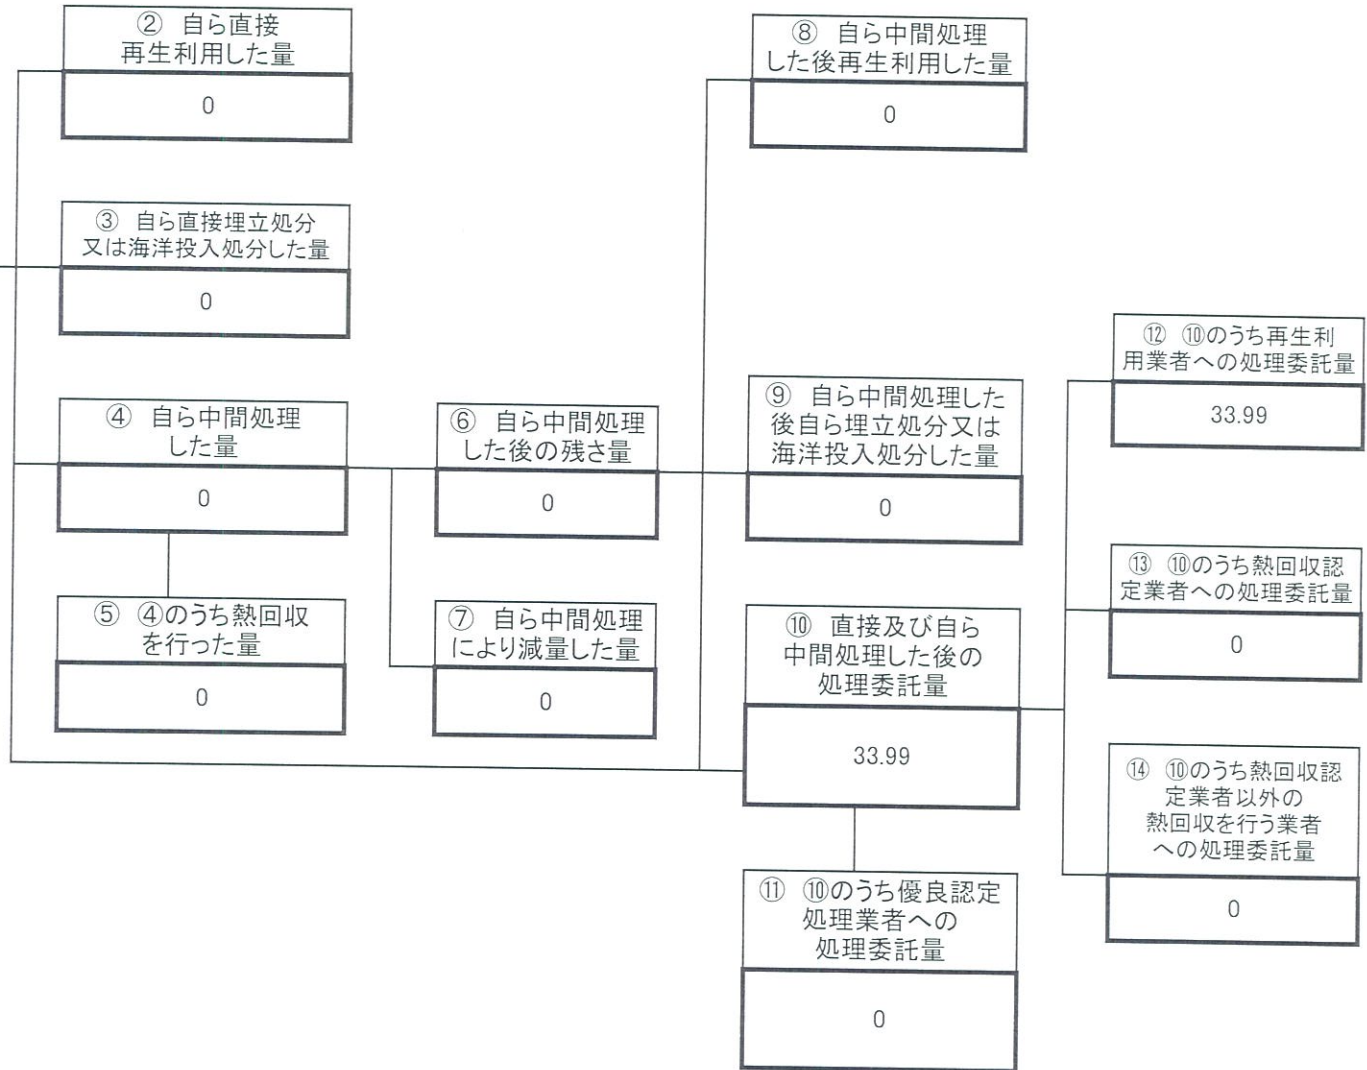 ② 自ら直接
再生利用した量
0
③ 自ら直接埋立処分
又は海洋投入処分した量
0
④ 自ら中間処理
した量
0
⑤ ④のうち熱回収
を行った量
0
⑥ 自ら中間処理
した後の残さ量
0
⑦ 自ら中間処理
により減量した量
0
⑧ 自ら中間処理
した後再生利用した量
0
⑨ 自ら中間処理した
後自ら埋立処分又は
海洋投入処分した量
0
⑩ 直接及び自ら
中間処理した後の
処理委託量
33.99
⑪ ⑩のうち優良認定
処理業者への
処理委託量
0
⑫ ⑩のうち再生利
用業者への処理委託量
33.99
⑬ ⑩のうち熱回収認
定業者への処理委託量
0
⑭ ⑩のうち熱回収認
定業者以外の
熱回収を行う業者
への処理委託量
0